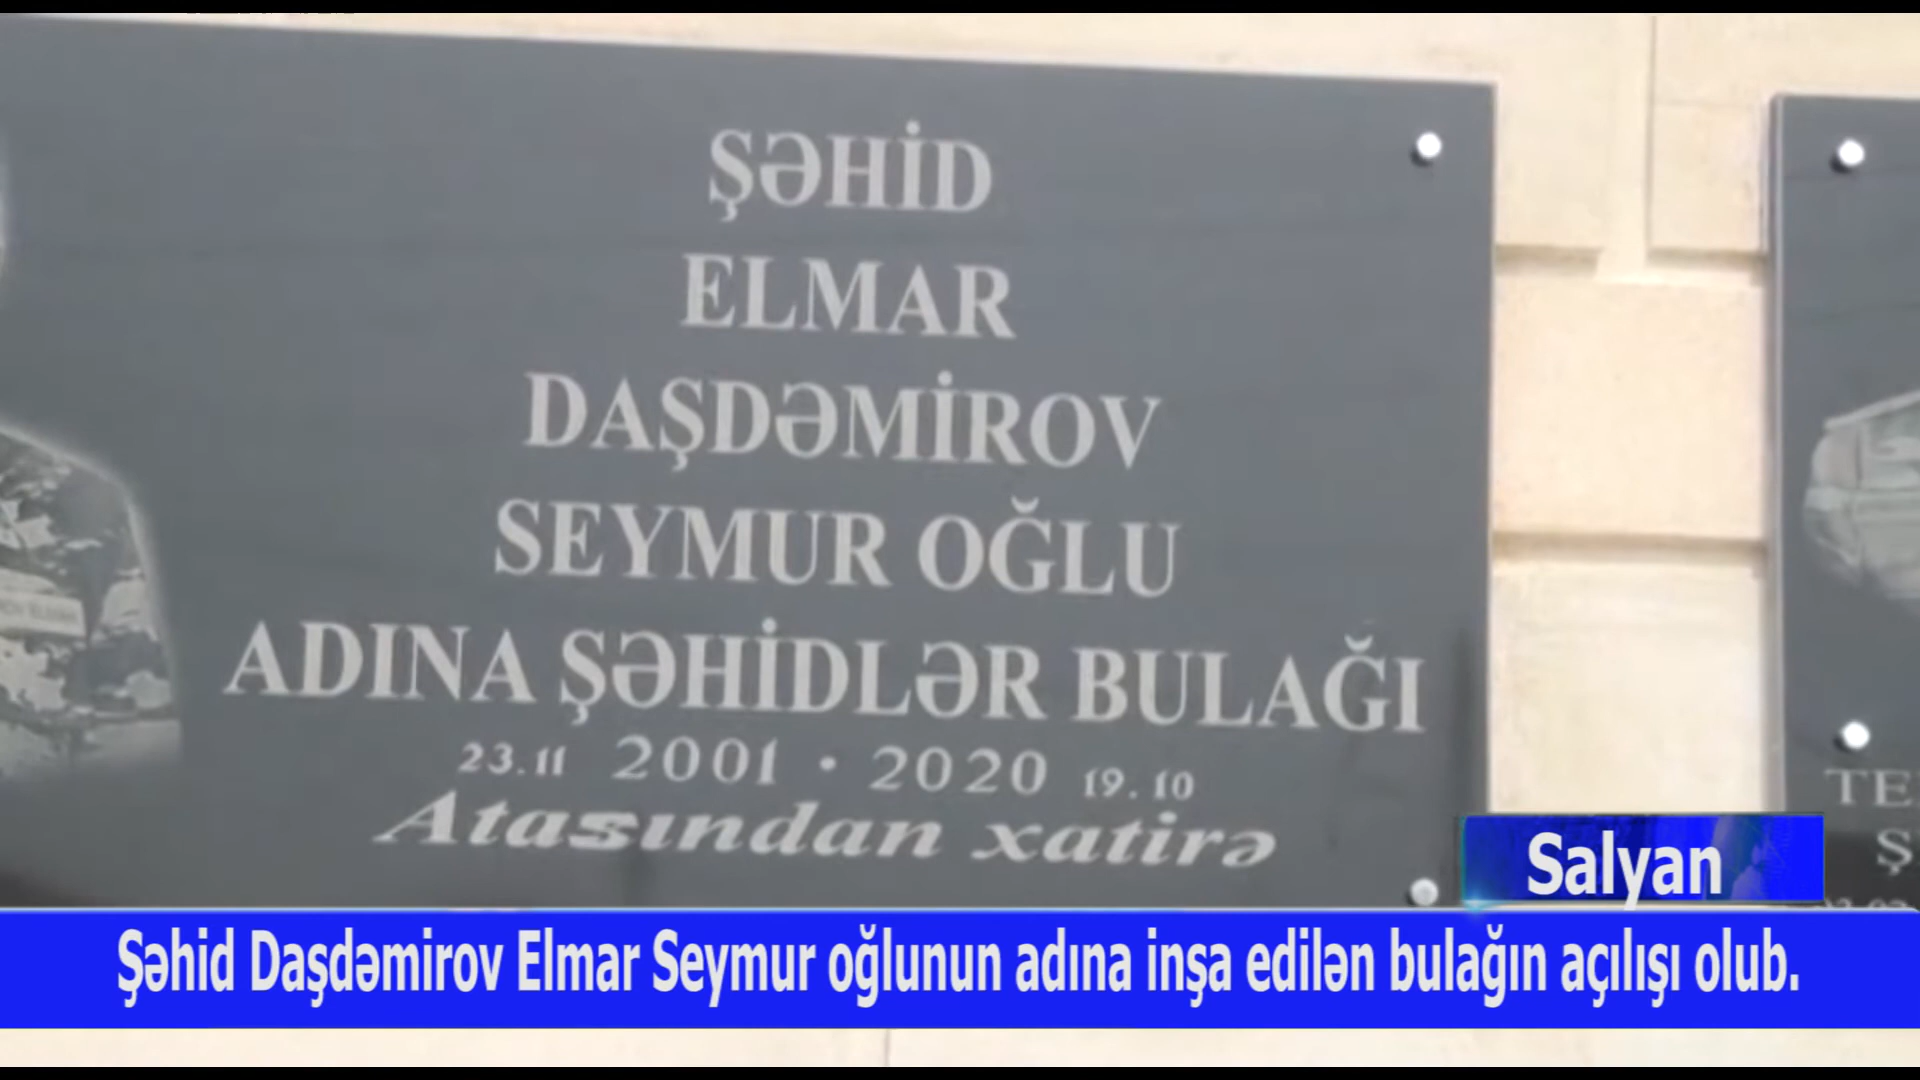 ŞƏHİD
ELMAR
DAŞDƏMİROV
SEYMUR OĞLU
ADINA ŞƏHİDLƏR BULAĞI
23.11 2001 • 2020 19.10
Atasından xatirə
Salyan
Şəhid Daşdəmirov Elmar Seymur oğlunun adına inşa edilən bulağın açılışı olub.